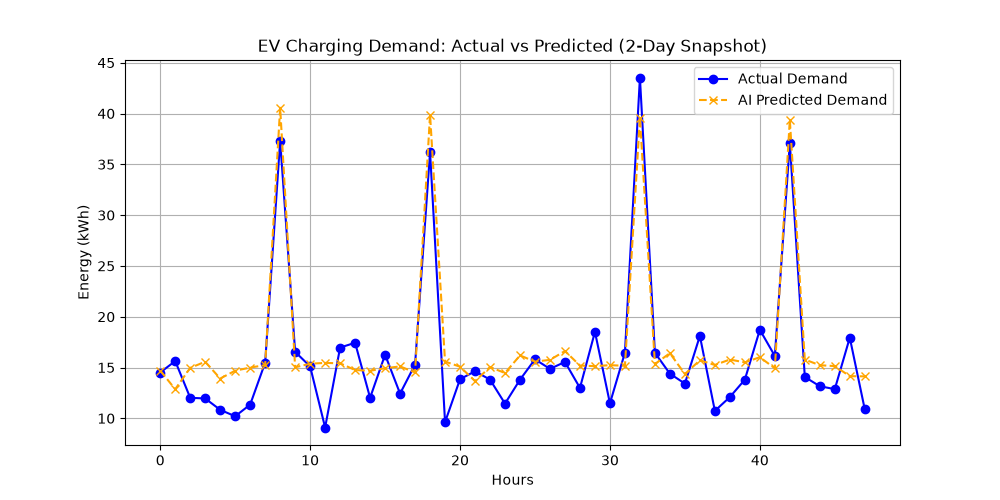 EV Charging Demand: Actual vs Predicted (2-Day Snapshot)
Actual Demand
AI Predicted Demand
Energy (kWh)
45
40
35
30
25
20
15
10
0 10 20 30 40
Hours